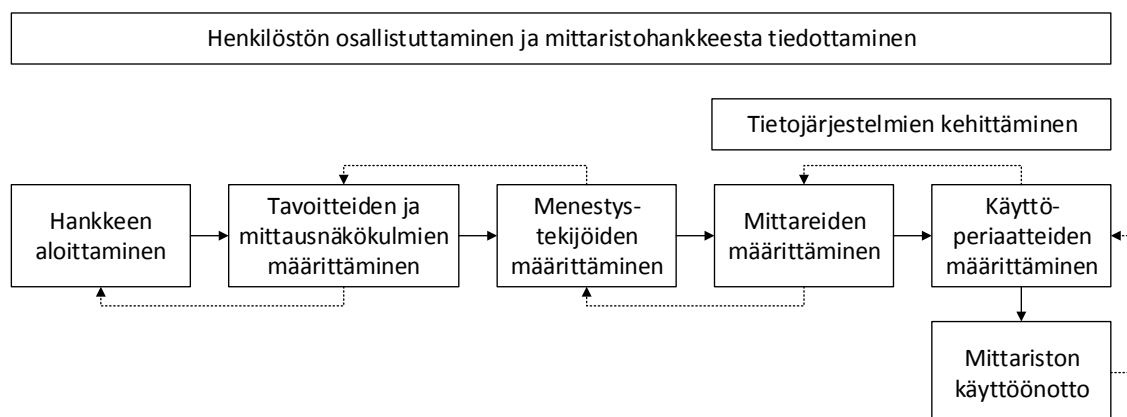 Henkilöstön osallistuttaminen ja mittaristohankkeesta tiedottaminen
Tietojärjestelmien kehittäminen
Hankkeen
aloittaminen
Tavoitteiden ja
mittausnäkökulmien
määrittäminen
Menestys-
tekijöiden
määrittäminen
Mittareiden
määrittäminen
Käyttö-
periaatteiden
määrittäminen
Mittariston
käyttöönotto